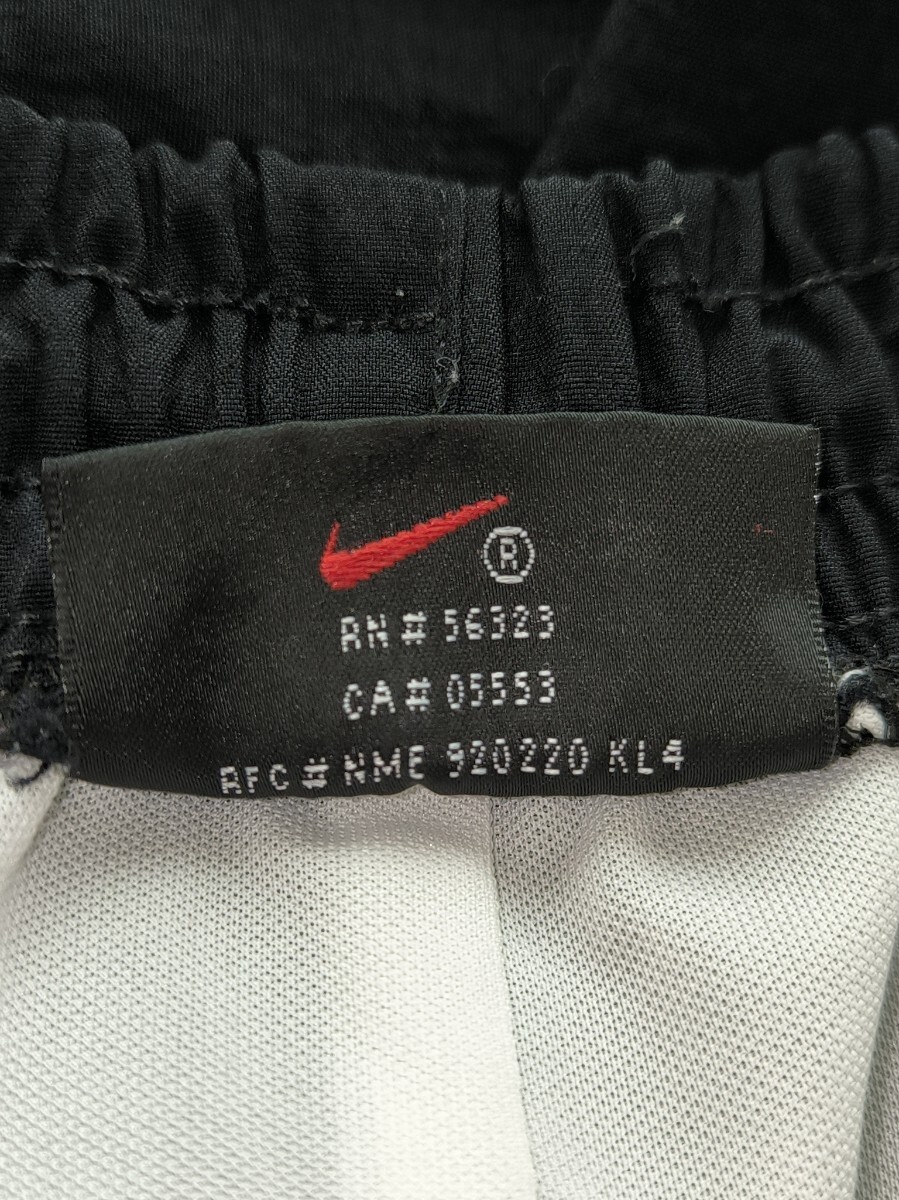 ®
RN # 56323
CA # 05553
RFC # NME 920220 KL4